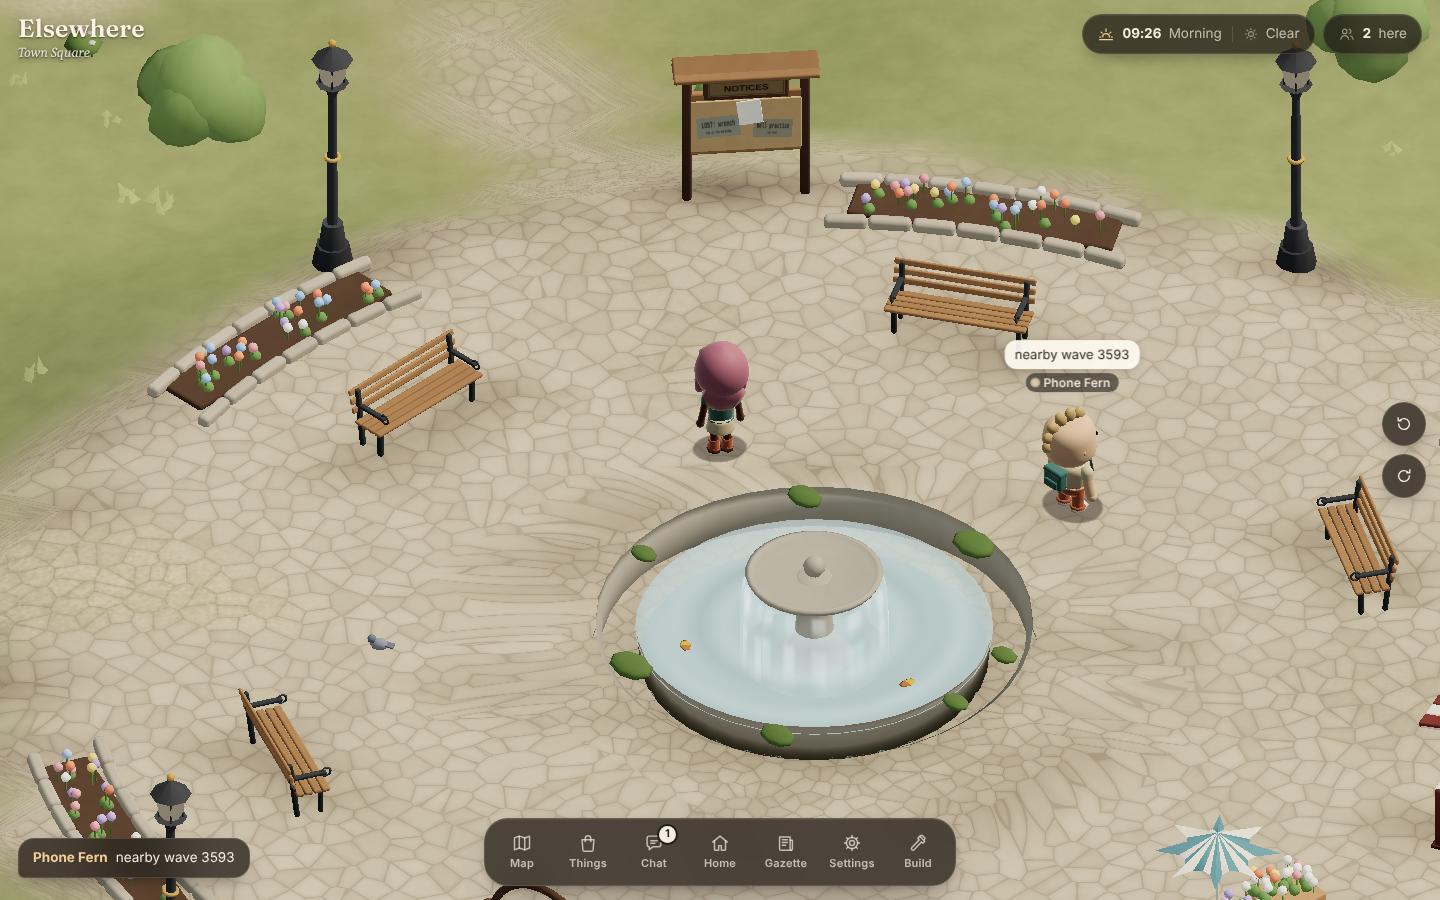 Elsewhere
Town Square
09:26 Morning Clear
2 here
NOTICES
LOST: wrench
Bell practice
nearby wave 3593
Phone Fern
Phone Fern nearby wave 3593
1
Map Things Chat Home Gazette Settings Build